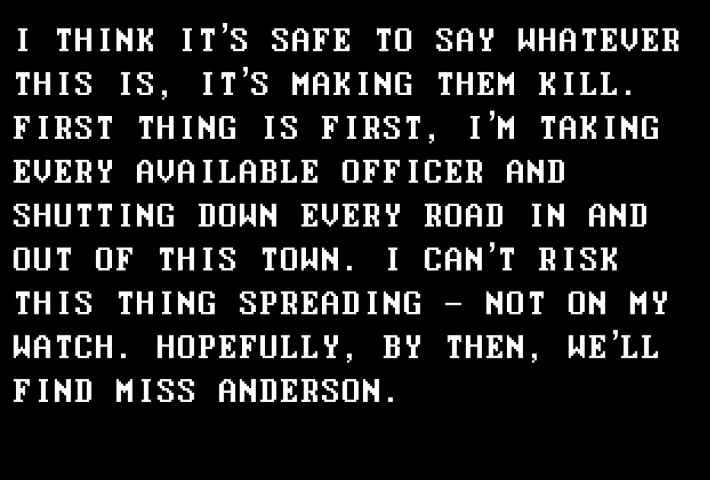 I THINK IT'S SAFE TO SAY WHATEVER
THIS IS, IT'S MAKING THEM KILL.
FIRST THING IS FIRST, I'M TAKING
EVERY AVAILABLE OFFICER AND
SHUTTING DOWN EVERY ROAD IN AND
OUT OF THIS TOWN. I CAN'T RISK
THIS THING SPREADING – NOT ON MY
WATCH. HOPEFULLY, BY THEN, WE'LL
FIND MISS ANDERSON.